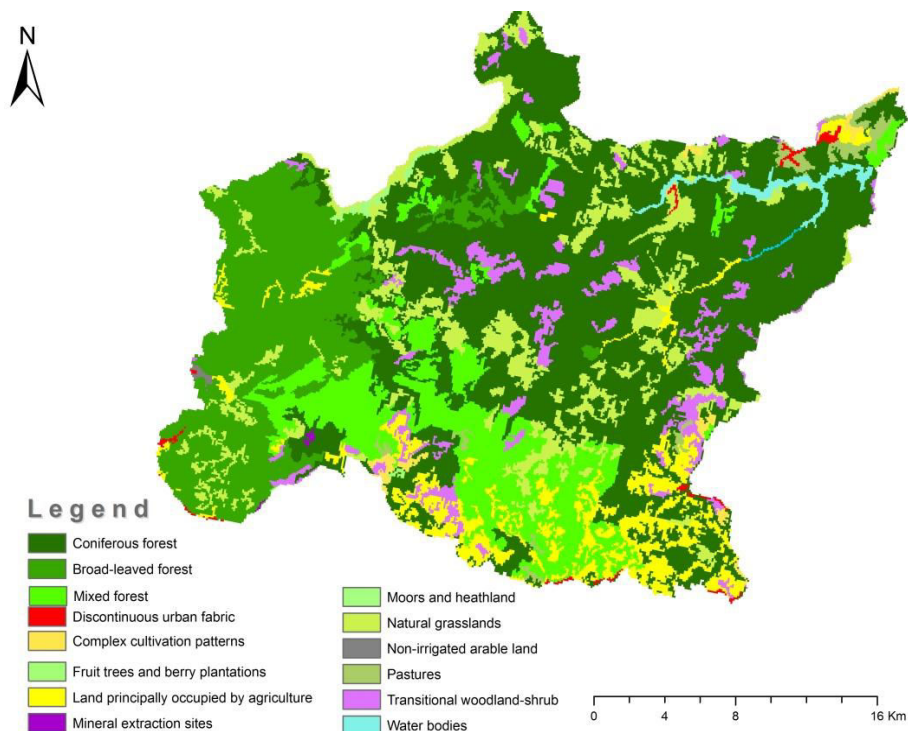 N
Legend
Coniferous forest
Broad-leaved forest
Mixed forest
Discontinuous urban fabric
Complex cultivation patterns
Fruit trees and berry plantations
Land principally occupied by agriculture
Mineral extraction sites
Moors and heathland
Natural grasslands
Non-irrigated arable land
Pastures
Transitional woodland-shrub
Water bodies
0 4 8 16 Km